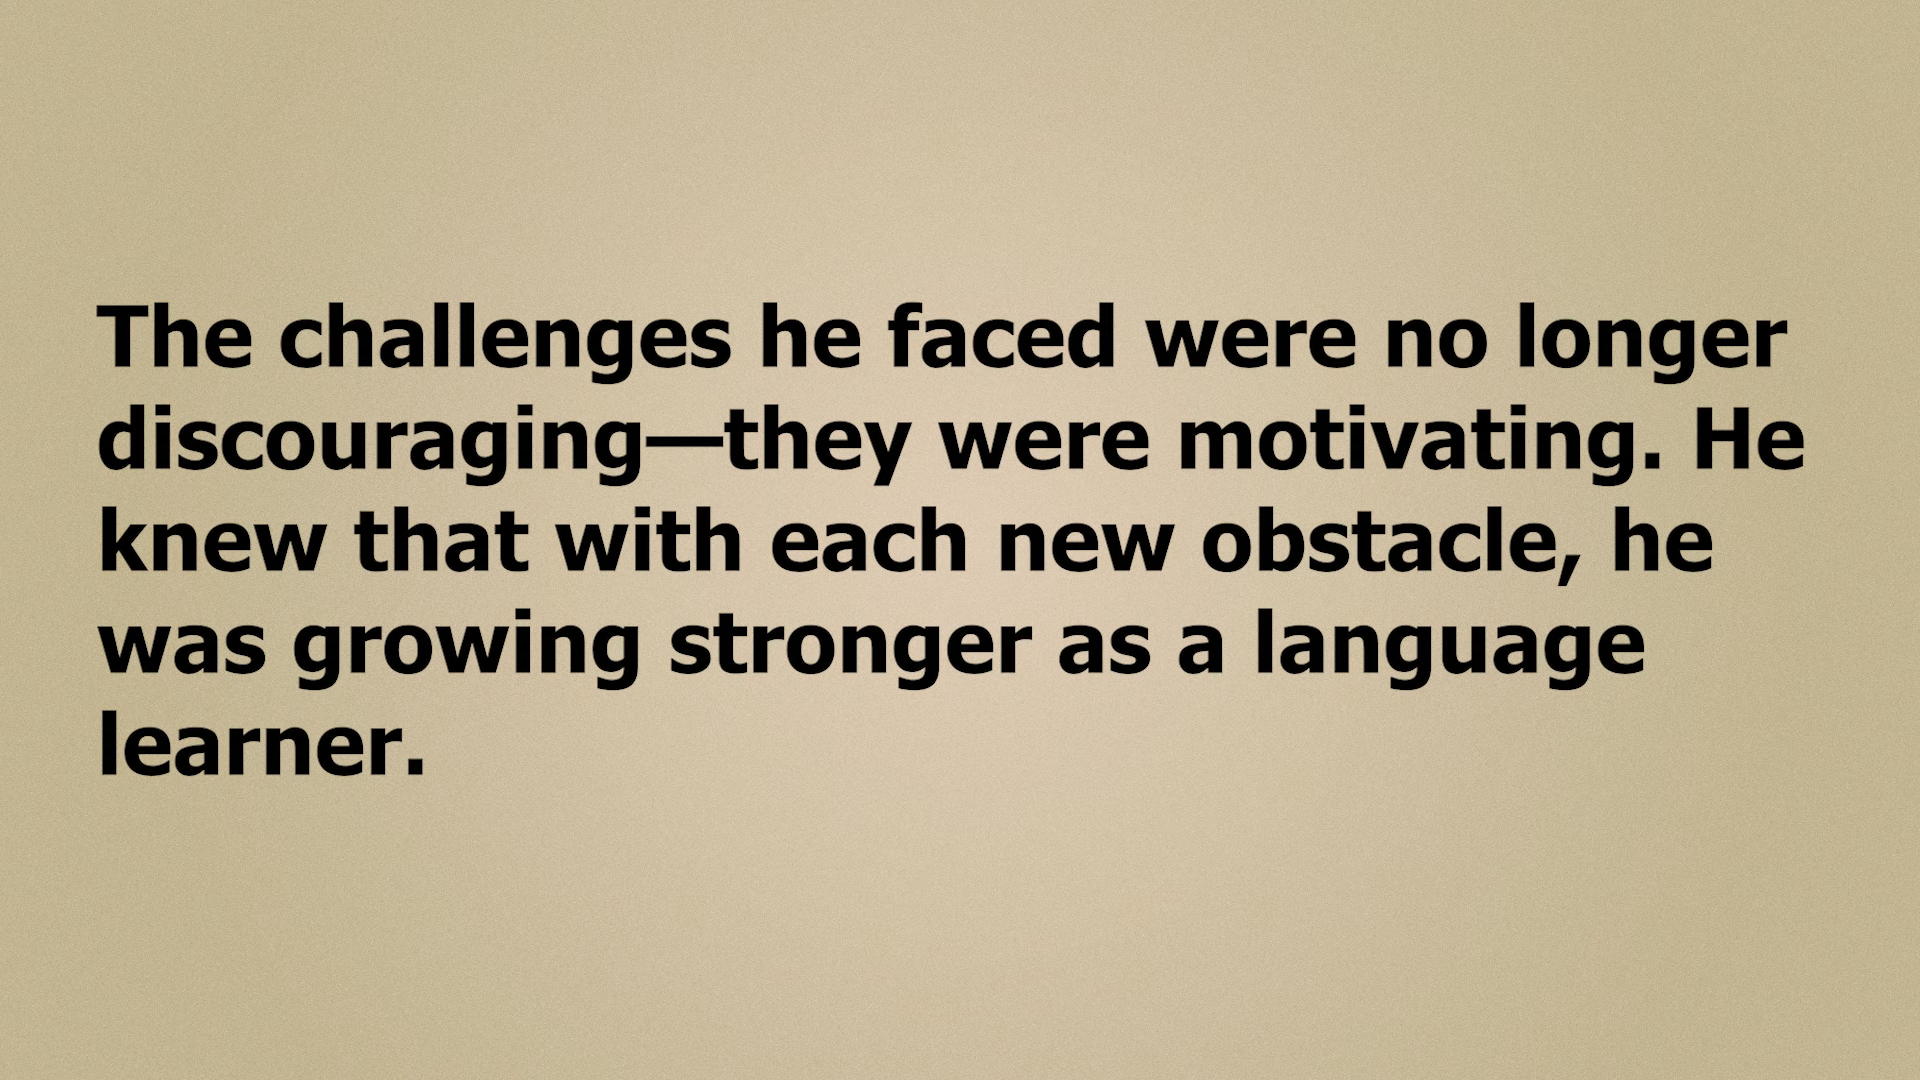 The challenges he faced were no longer
discouraging—they were motivating. He
knew that with each new obstacle, he
was growing stronger as a language
learner.